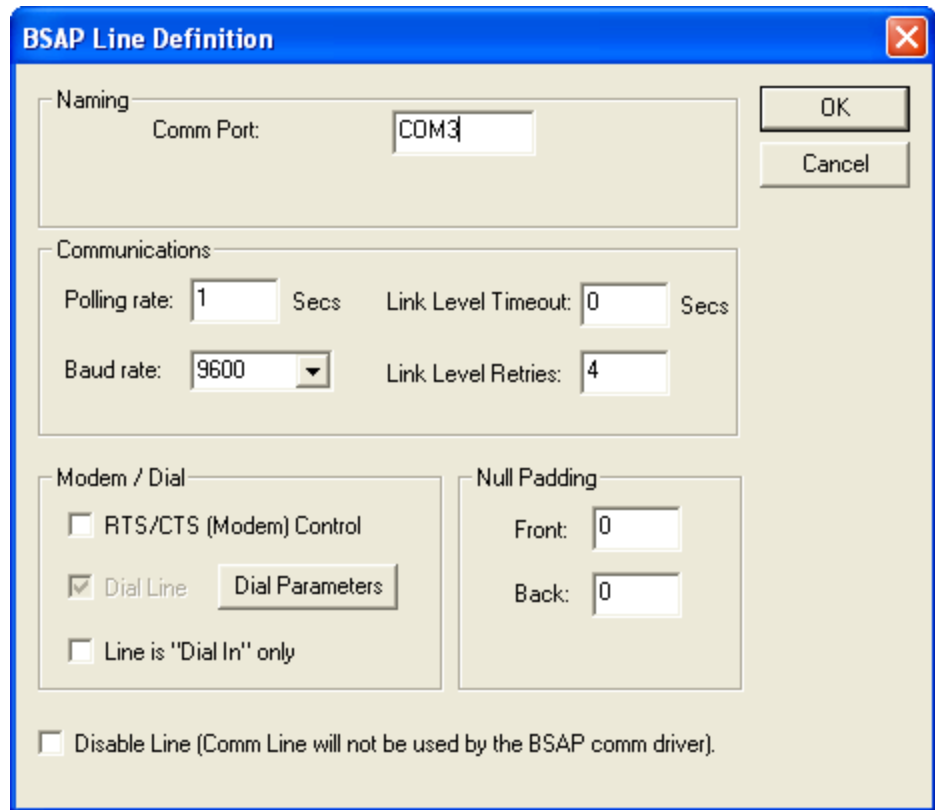 BSAP Line Definition
Naming
Comm Port: COM3
OK
Cancel
Communications
Polling rate: 1 Secs Link Level Timeout: 0 Secs
Baud rate: 9600 Link Level Retries: 4
Modem / Dial
RTS/CTS (Modem) Control
Dial Line Dial Parameters
Line is "Dial In" only
Null Padding
Front: 0
Back: 0
Disable Line (Comm Line will not be used by the BSAP comm driver).